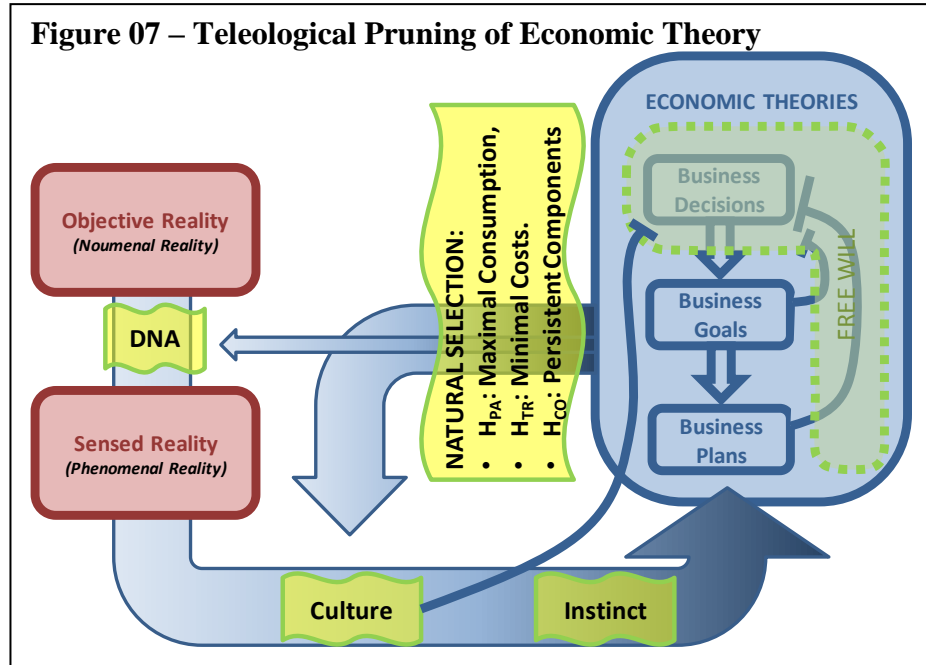 Figure 07 – Teleological Pruning of Economic Theory
ECONOMIC THEORIES
Business
Decisions
Business
Goals
Business
Plans
FREE WILL
NATURAL SELECTION:
• HPA: Maximal Consumption,
• HTR: Minimal Costs.
• HCO: Persistent Components
Objective Reality
(Noumenal Reality)
DNA
Sensed Reality
(Phenomenal Reality)
Culture
Instinct